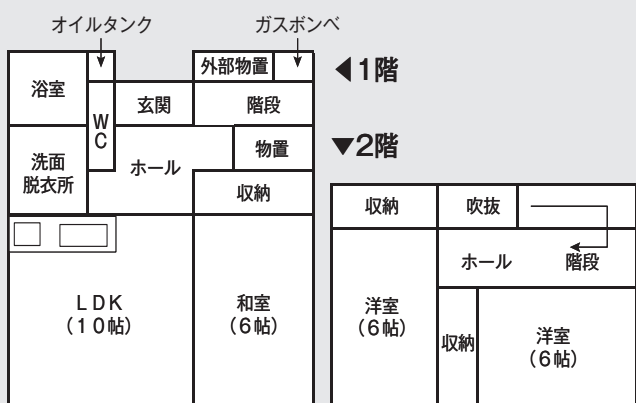 オイルタンク
ガスボンベ
外部物置
◀1階
浴室
玄関
階段
WC
▼2階
物置
洗面
脱衣所
ホール
収納
収納
吹抜
ホール
階段
LDK
（10帖）
和室
（6帖）
洋室
（6帖）
収納
洋室
（6帖）